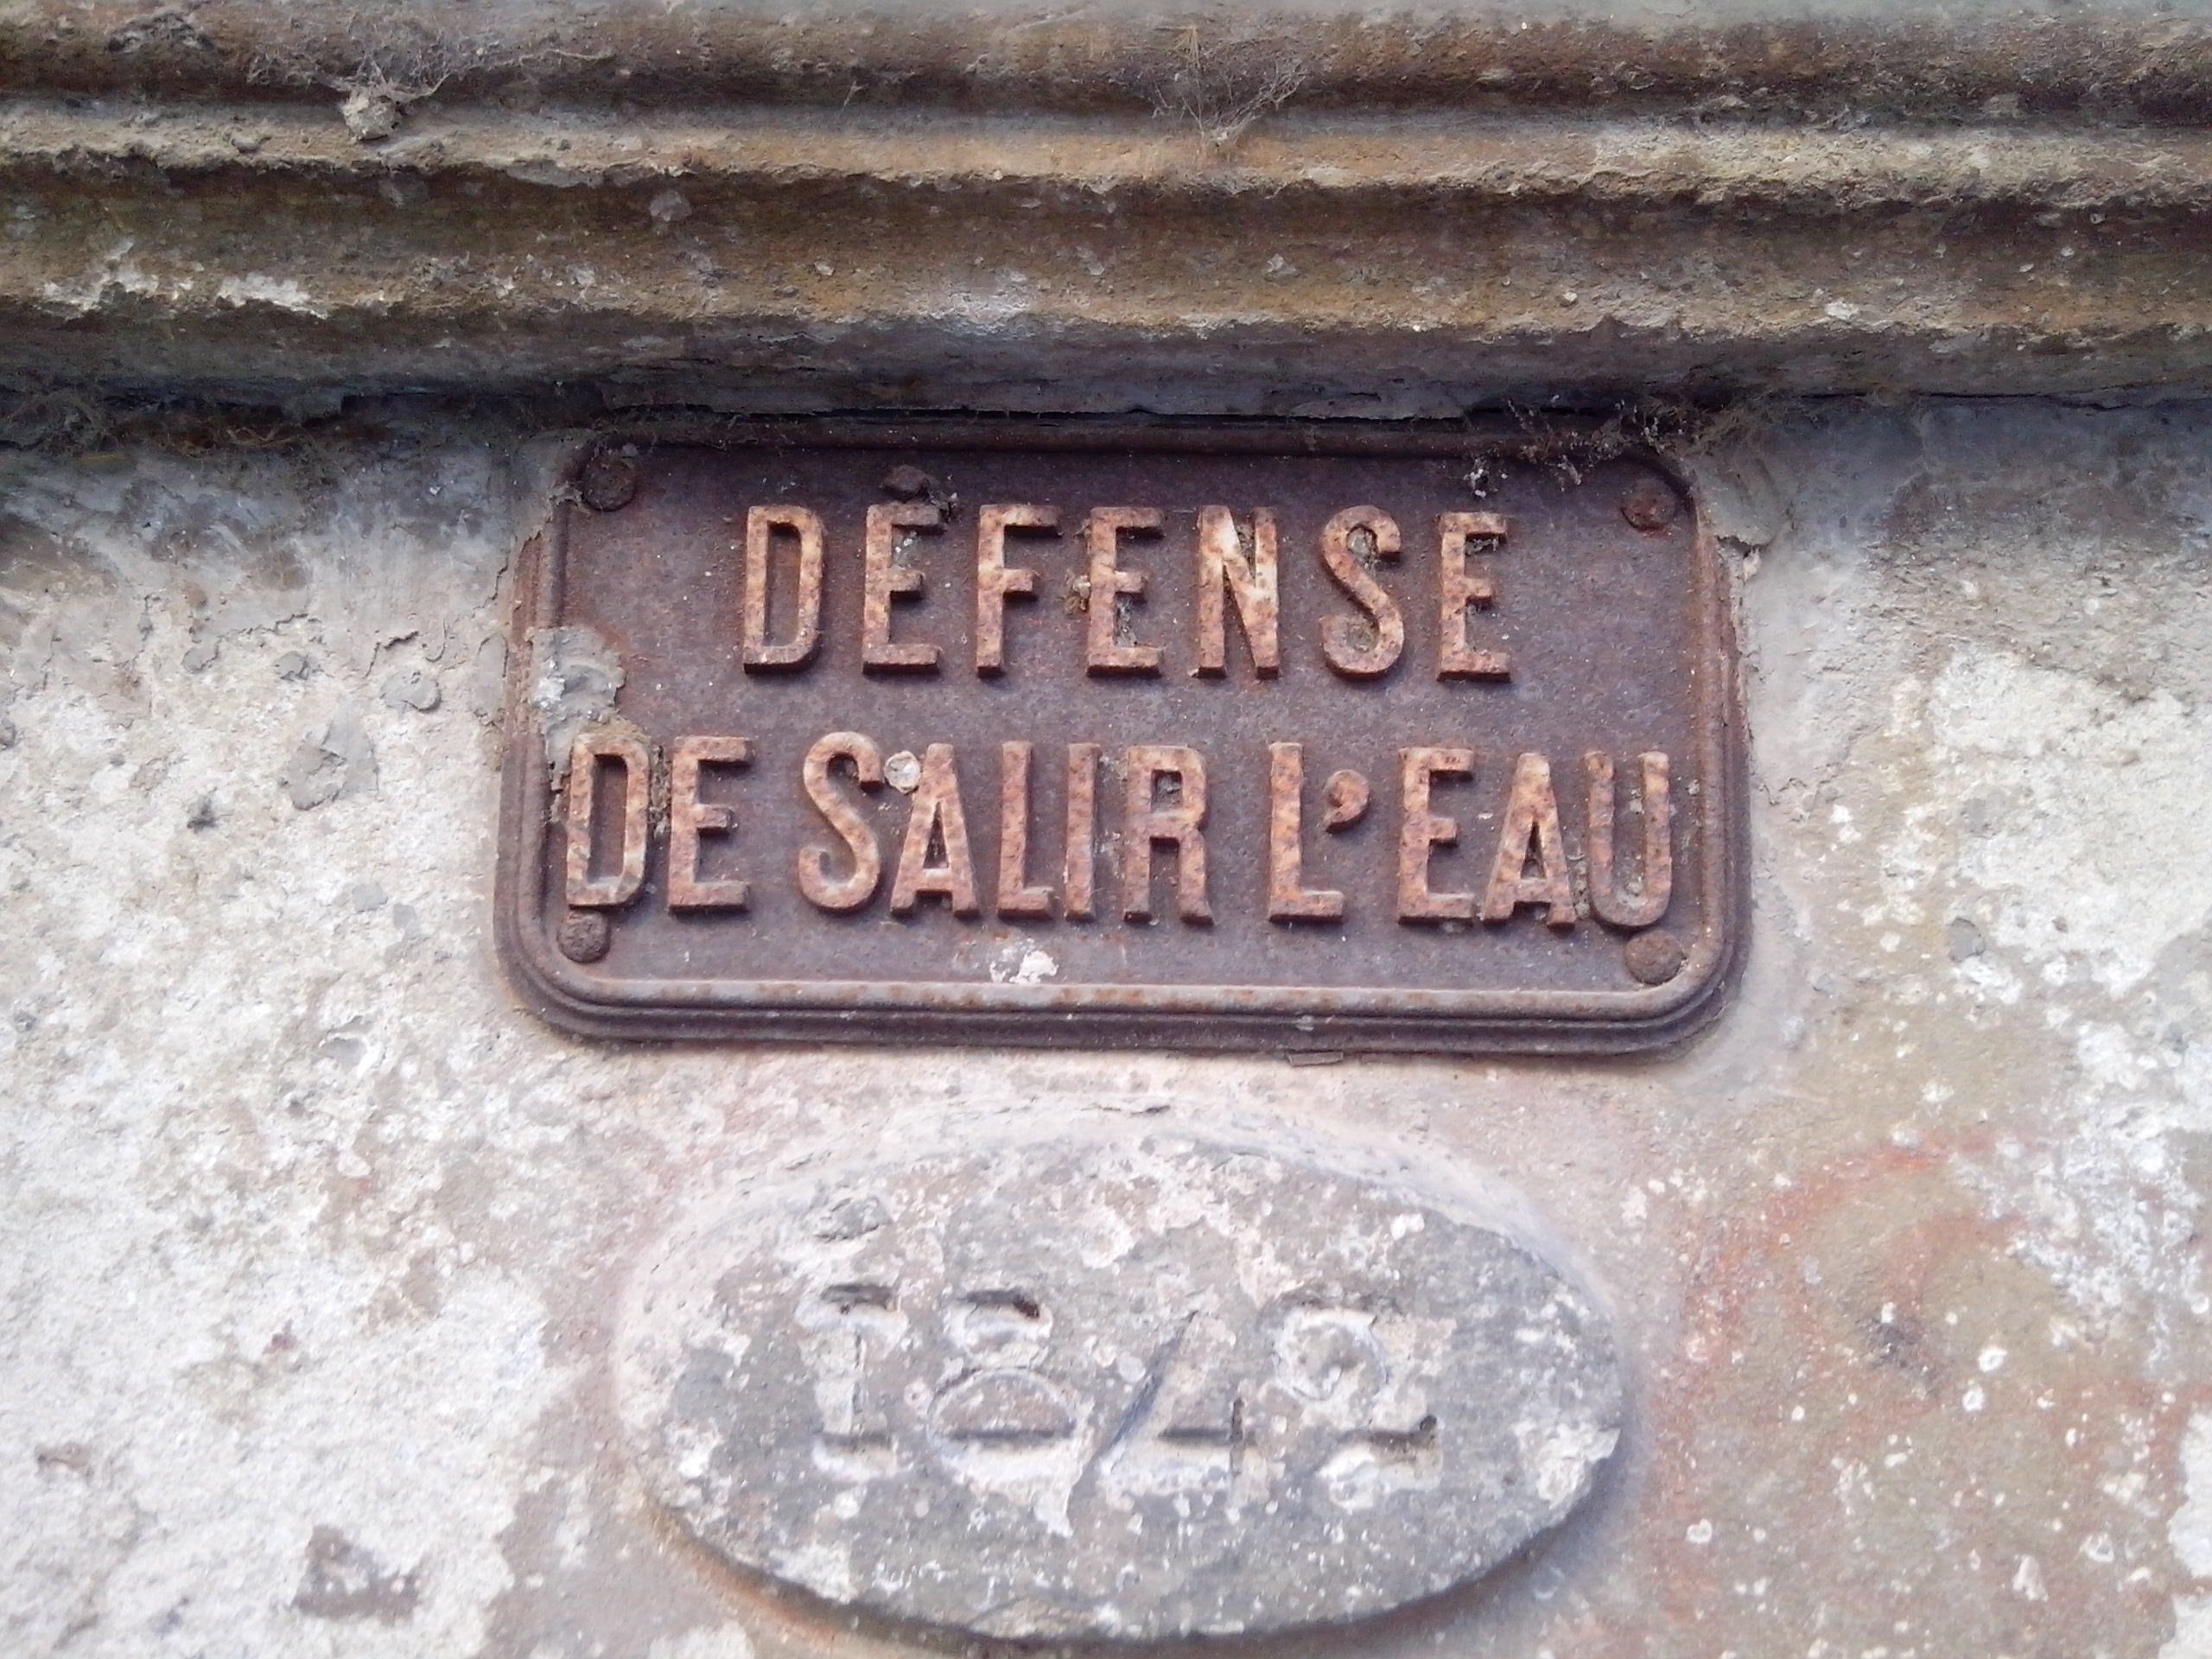 DÉFENSE
DE SALIR L'EAU
1842